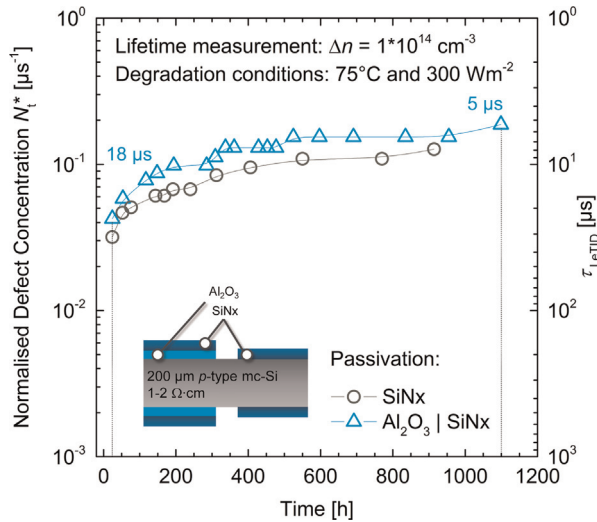 Lifetime measurement: Δn = 1*10¹⁴ cm⁻³
Degradation conditions: 75°C and 300 Wm⁻²
Normalised Defect Concentration Nₜ* [µs⁻¹]
10⁰
10⁻¹
10⁻²
10⁻³
18 µs
5 µs
10⁰
10¹
10²
10³
τLeTID [µs]
Al₂O₃
SiNx
200 µm p-type mc-Si
1-2 Ω·cm
Passivation:
SiNx
Al₂O₃ | SiNx
0 200 400 600 800 1000 1200
Time [h]